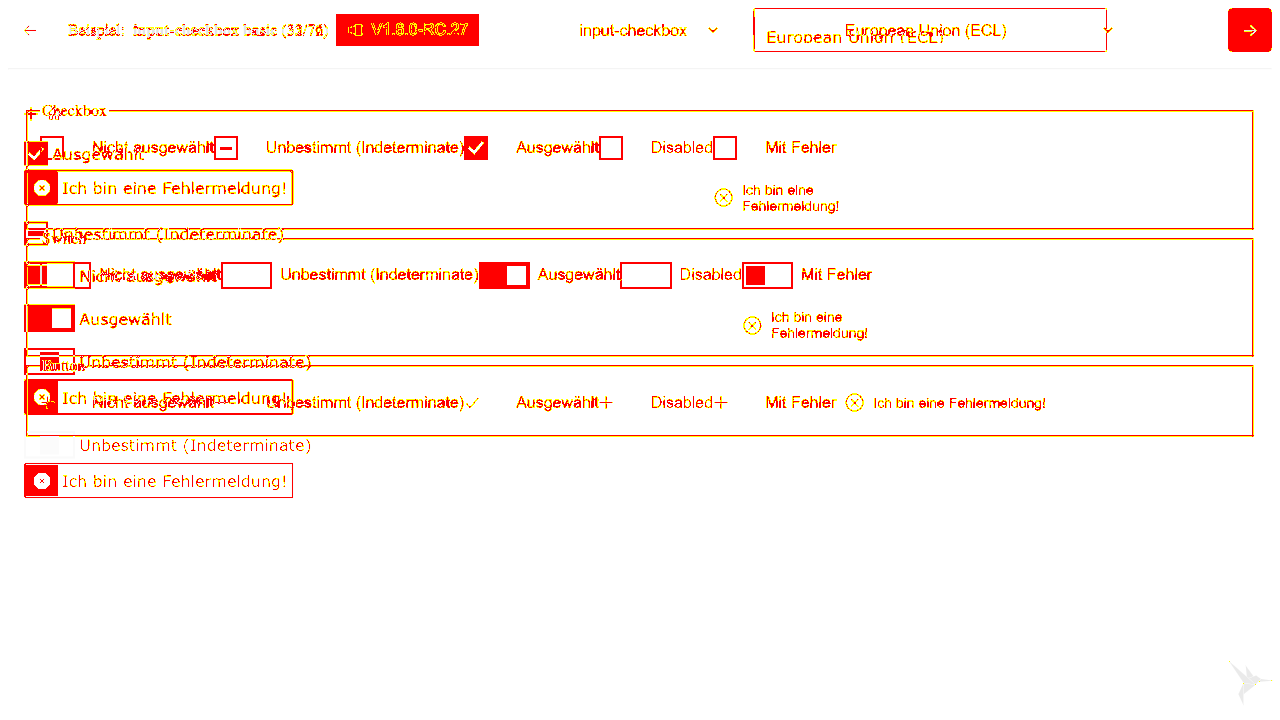 Beispiel: input-checkbox basic V1.6.0-RC.27 input-checkbox European Union (ECL)
European Union (ECL)
Checkbox
Nicht ausgewählt Unbestimmt (Indeterminate) Ausgewählt Disabled Mit Fehler
Ausgewählt
Ich bin eine Fehlermeldung! Ich bin eine
Fehlermeldung!
Unbestimmt (Indeterminate)
Switch
Nicht ausgewählt Unbestimmt (Indeterminate) Ausgewählt Disabled Mit Fehler
Nicht ausgewählt
Ausgewählt Ich bin eine
Fehlermeldung!
Unbestimmt (Indeterminate)
Button
Ich bin eine Fehlermeldung!
Nicht ausgewählt Unbestimmt (Indeterminate) Ausgewählt Disabled Mit Fehler Ich bin eine Fehlermeldung!
Unbestimmt (Indeterminate)
Ich bin eine Fehlermeldung!